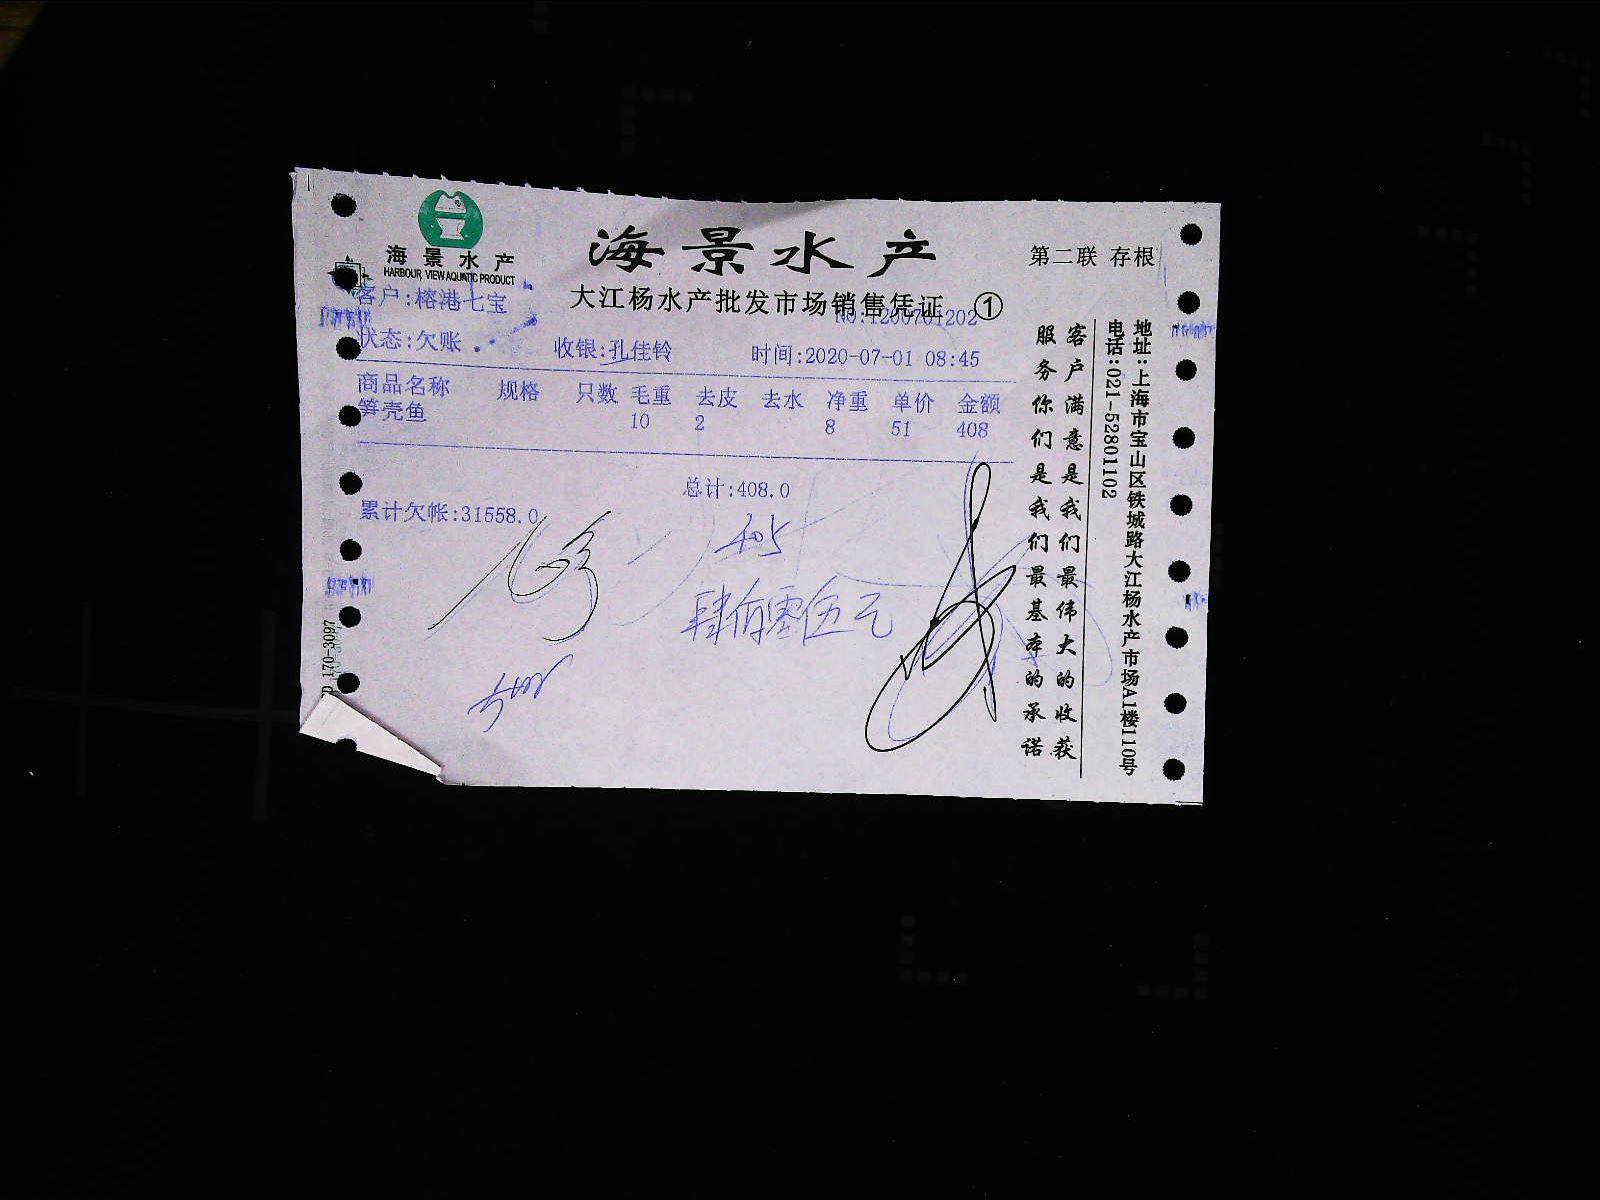 海景水产
HARBOUR VIEW AQUATIC PRODUCT
海景水产
第二联 存根
大江杨水产批发市场销售凭证 ①
客户:榕港七宝
NO:1200701202
状态:欠账 收银:孔佳铃 时间:2020-07-01 08:45
商品名称 规格 只数 毛重 去皮 去水 净重 单价 金额
笋壳鱼 10 2 8 51 408
总计:408.0
累计欠帐:31558.0
405
肆佰零伍元
客户满意是我们最伟大的收获
服务你们是我们最基本的承诺
地址:上海市宝山区铁城路大江杨水产市场A1楼110号
电话:021-52801102
170-3097